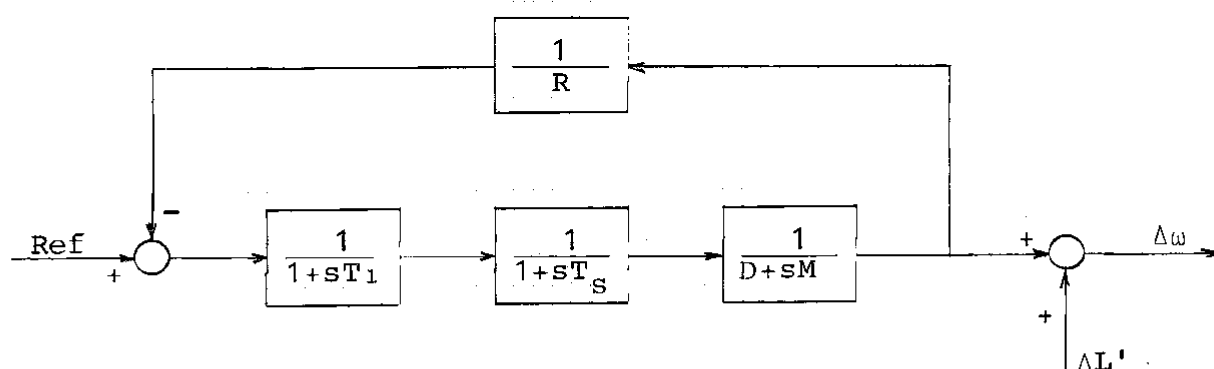 1
R
-
Ref
+
1
1+sT1
1
1+sTS
1
D+sM
+
Δω
+
ΔL'